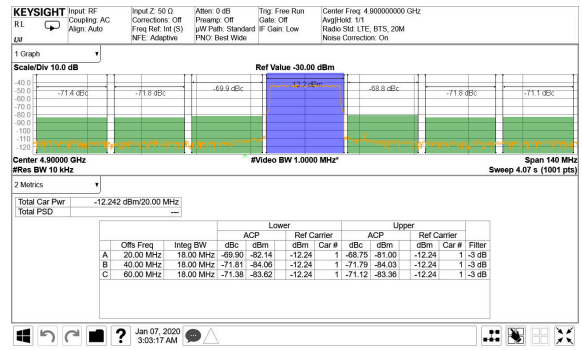 KEYSIGHT Input: RF Input Z: 50 Ω Atten: 0 dB Trig: Free Run Center Freq: 4.900000000 GHz
RL Coupling: AC Corrections: Off Preamp: Off Gate: Off Avg|Hold: 1/1
Align: Auto Freq Ref: Int (S) µW Path: Standard IF Gain: Low Radio Std: LTE, BTS, 20M
LXI NFE: Adaptive PNO: Best Wide Noise Correction: On
1 Graph
Scale/Div 10.0 dB Ref Value -30.00 dBm
-40.0
-50.0
-60.0
-70.0
-80.0
-90.0
-100
-110
-120
-71.4 dBc -71.8 dBc -69.9 dBc -12.2 dBm -68.8 dBc -71.8 dBc -71.1 dBc
Center 4.90000 GHz #Video BW 1.0000 MHz* Span 140 MHz
#Res BW 10 kHz Sweep 4.07 s (1001 pts)
2 Metrics
Total Car Pwr -12.242 dBm/20.00 MHz
Total PSD ---
Lower Upper
ACP Ref Carrier ACP Ref Carrier
Offs Freq Integ BW dBc dBm dBm Car # dBc dBm dBm Car # Filter
A 20.00 MHz 18.00 MHz -69.90 -82.14 -12.24 1 -68.75 -81.00 -12.24 1 -3 dB
B 40.00 MHz 18.00 MHz -71.81 -84.06 -12.24 1 -71.79 -84.03 -12.24 1 -3 dB
C 60.00 MHz 18.00 MHz -71.38 -83.62 -12.24 1 -71.12 -83.36 -12.24 1 -3 dB
? Jan 07, 2020
3:03:17 AM